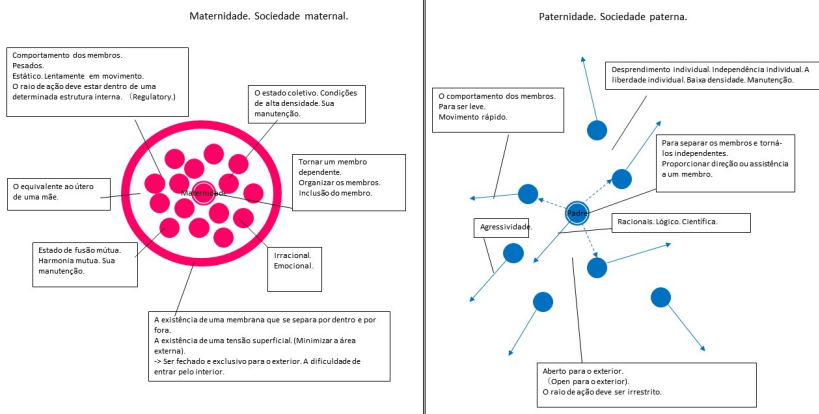 Maternidade. Sociedade maternal.
Comportamento dos membros.
Pesados.
Estático. Lentamente em movimento.
O raio de ação deve estar dentro de uma
determinada estrutura interna. (Regulatory.)
O estado coletivo. Condições
de alta densidade. Sua
manutenção.
Tornar um membro
dependente.
Organizar os membros.
Inclusão do membro.
O equivalente ao útero
de uma mãe.
Maternidade
Estado de fusão mútua.
Harmonia mutua. Sua
manutenção.
Irracional.
Emocional.
A existência de uma membrana que se separa por dentro e por
fora.
A existência de uma tensão superficial. (Minimizar a área
externa).
-> Ser fechado e exclusivo para o exterior. A dificuldade de
entrar pelo interior.
Paternidade. Sociedade paterna.
Desprendimento individual. Independência individual. A
liberdade individual. Baixa densidade. Manutenção.
O comportamento dos membros.
Para ser leve.
Movimento rápido.
Para separar os membros e torná-
los independentes.
Proporcionar direção ou assistência
a um membro.
Padre
Agressividade.
Racionais. Lógico. Científica.
Aberto para o exterior.
(Open para o exterior).
O raio de ação deve ser irrestrito.